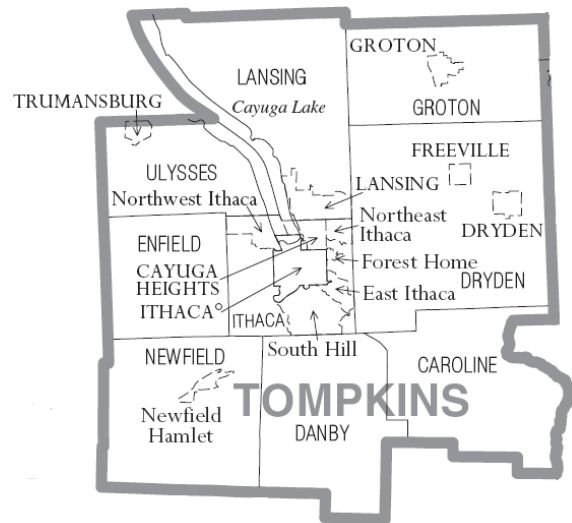 GROTON
LANSING
Cayuga Lake
TRUMANSBURG
GROTON
FREEVILLE
ULYSSES
Northwest Ithaca
LANSING
Northeast
Ithaca
DRYDEN
ENFIELD
CAYUGA
HEIGHTS
Forest Home
DRYDEN
East Ithaca
ITHACA°
ITHACA
South Hill
NEWFIELD
CAROLINE
TOMPKINS
Newfield
Hamlet
DANBY